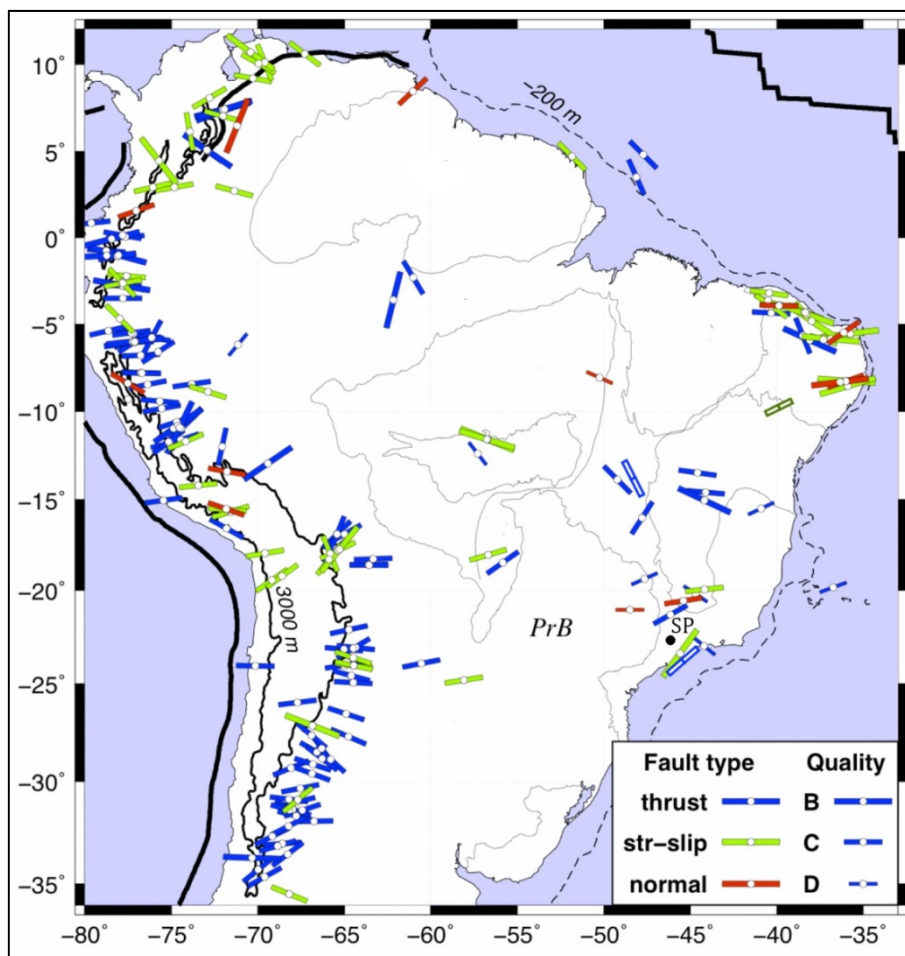 10°
5°
0°
−5°
−10°
−15°
−20°
−25°
−30°
−35°
−80° −75° −70° −65° −60° −55° −50° −45° −40° −35°
−200 m
3000 m
PrB
SP
Fault type Quality
thrust B
str−slip C
normal D